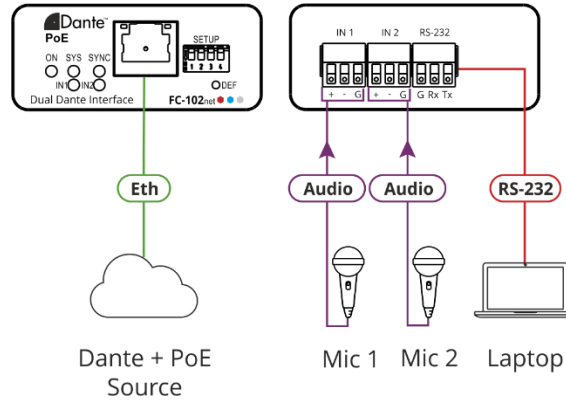 Dante™
PoE
SETUP
ON SYS SYNC
1 2 3 4
IN1 IN2
DEF
Dual Dante Interface FC-102net
IN 1 IN 2 RS-232
+ - G + - G G Rx Tx
Eth
Audio Audio RS-232
Dante + PoE
Source
Mic 1 Mic 2 Laptop